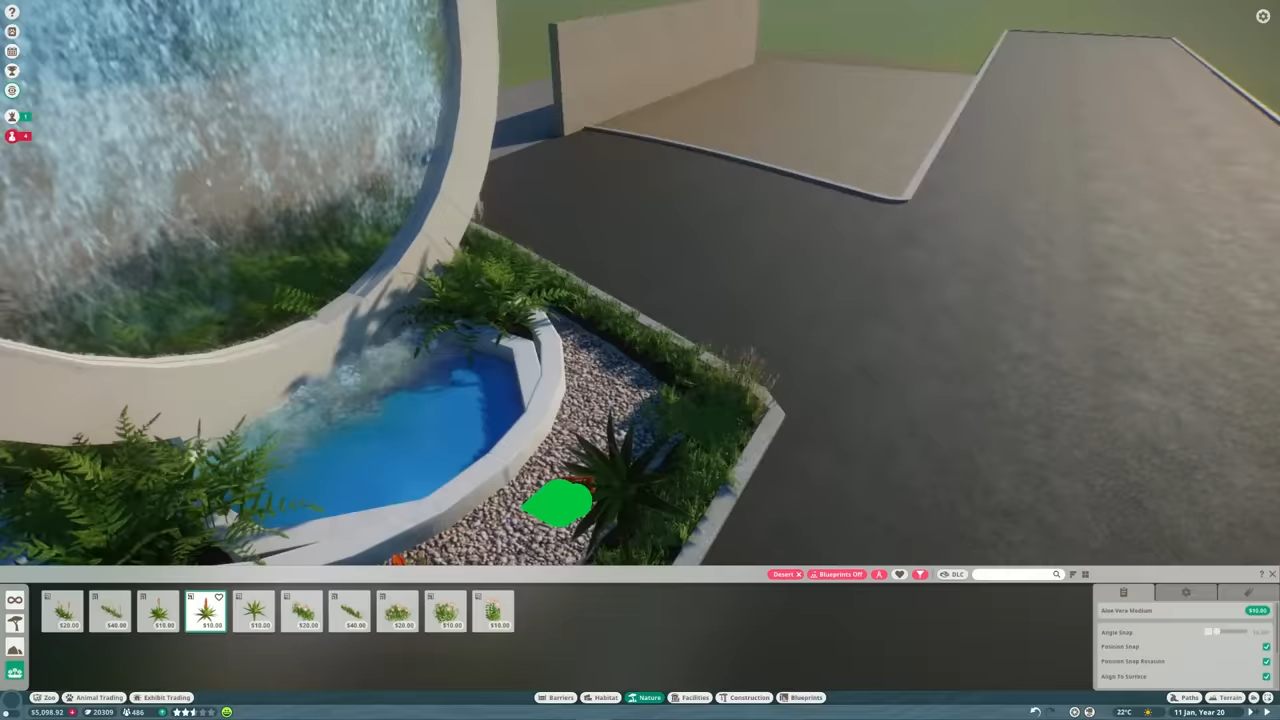 ?
1
4
Desert ×
Blueprints Off
DLC
? ×
$20.00
$40.00
$10.00
$10.00
$10.00
$20.00
$40.00
$20.00
$10.00
$10.00
Aloe Vera Medium
$10.00
Angle Snap
Position Snap
Position Snap Rotation
Align To Surface
Zoo
Animal Trading
Exhibit Trading
Barriers
Habitat
Nature
Facilities
Construction
Blueprints
Paths
Terrain
$5,098.92
20309
486
22°C
11 Jan, Year 20